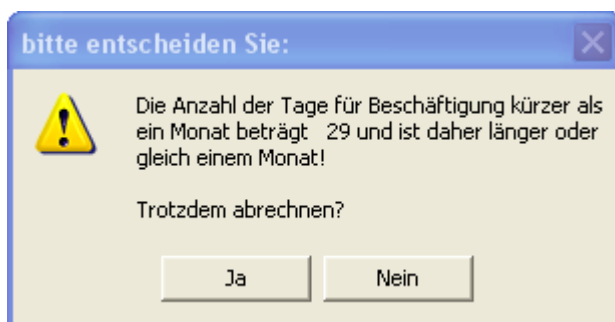 bitte entscheiden Sie:
Die Anzahl der Tage für Beschäftigung kürzer als
ein Monat beträgt   29 und ist daher länger oder
gleich einem Monat!
Trotzdem abrechnen?
Ja
Nein